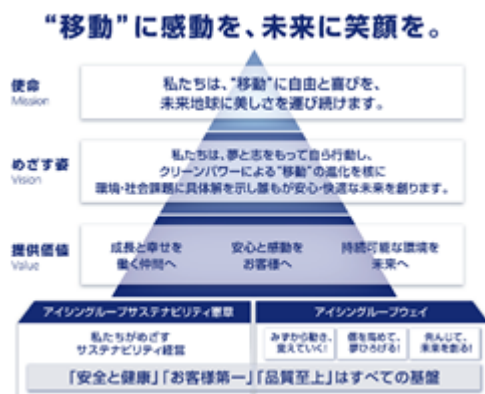 “移動”に感動を、未来に笑顔を。
使命
Mission
私たちは、“移動”に自由と喜びを、
未来地球に美しさを運び続けます。
めざす姿
Vision
私たちは、夢と志をもって自ら行動し、
クリーンパワーによる“移動”の進化を核に
環境・社会課題に具体解を示し誰もが安心・快適な未来を創ります。
提供価値
Value
成長と幸せを
働く仲間へ
安心と感動を
お客様へ
持続可能な環境を
未来へ
アイシングループサステナビリティ憲章
私たちがめざす
サステナビリティ経営
アイシングループウェイ
みずから動き、
変えていく!
個を高めて、
夢ひろげる!
先んじて、
未来を創る!
「安全と健康」「お客様第一」「品質至上」はすべての基盤